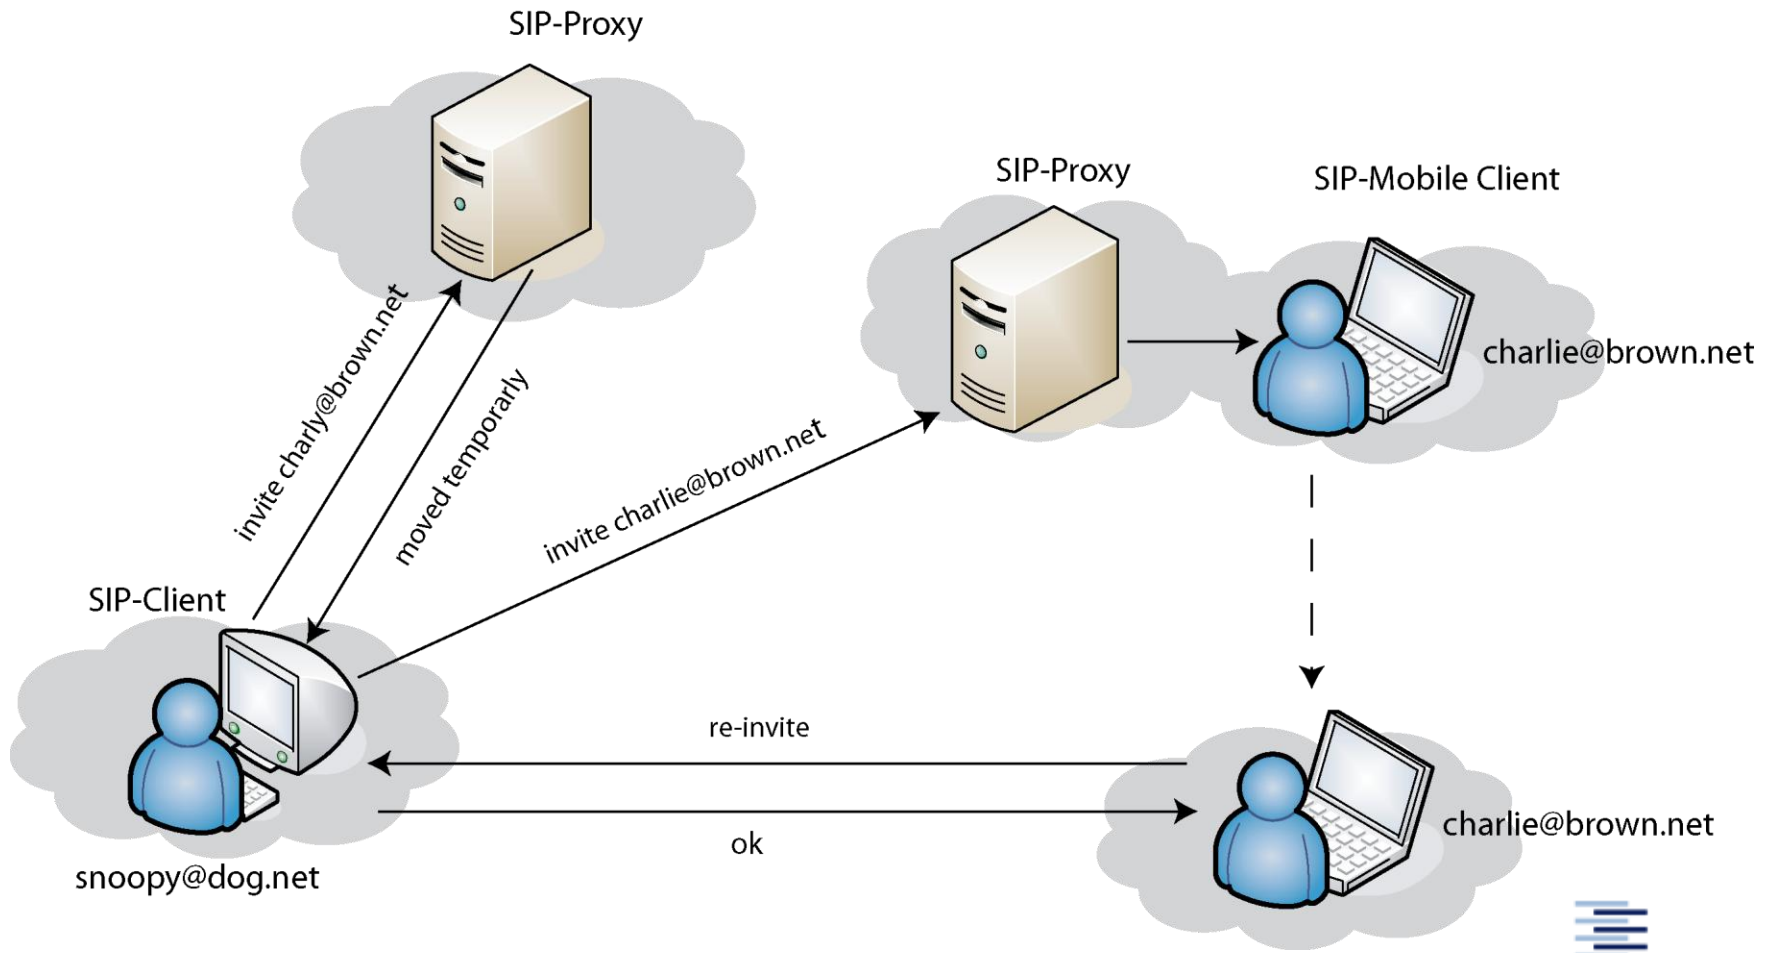 SIP-Proxy
SIP-Proxy
SIP-Mobile Client
invite charly@brown.net
moved temporarly
invite charlie@brown.net
charlie@brown.net
SIP-Client
re-invite
ok
charlie@brown.net
snoopy@dog.net